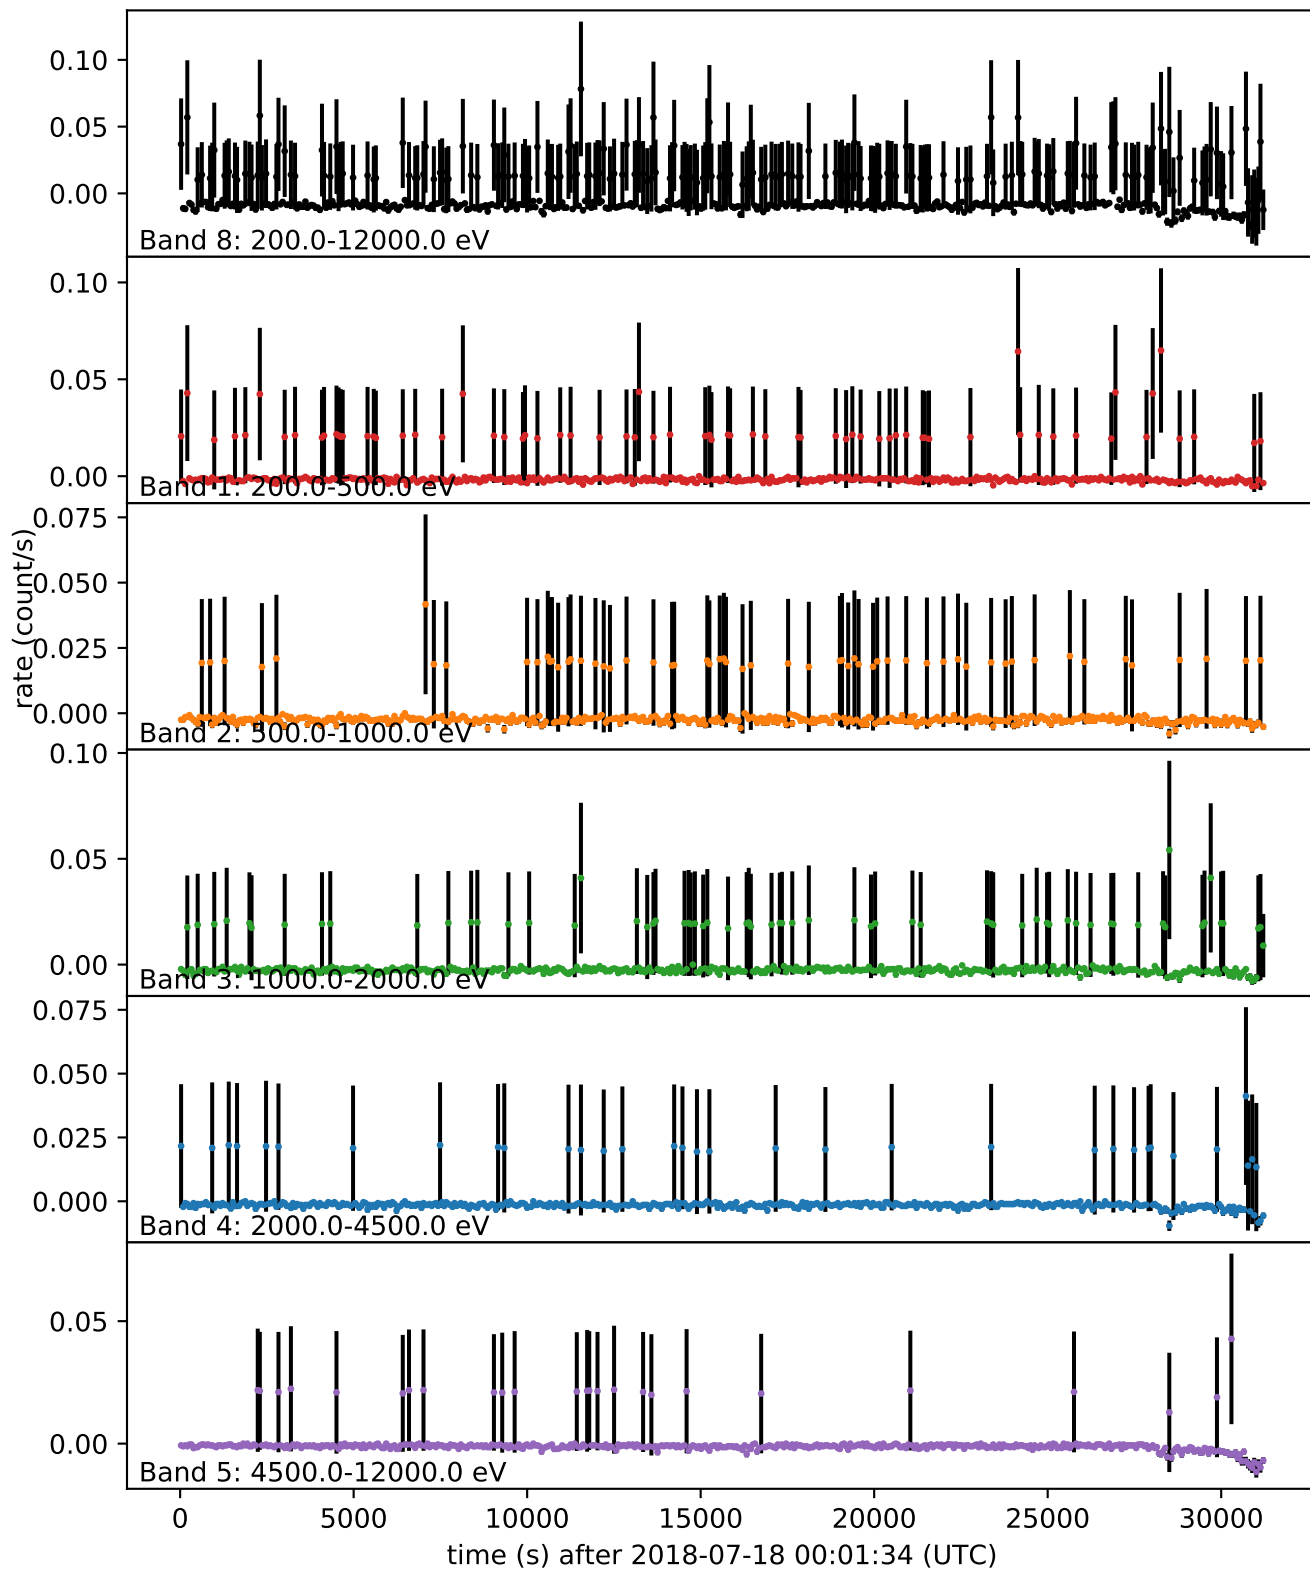 0.10
0.05
0.00
Band 8: 200.0-12000.0 eV
0.10
0.05
0.00
Band 1: 200.0-500.0 eV
rate (count/s)
0.075
0.050
0.025
0.000
Band 2: 500.0-1000.0 eV
0.10
0.05
0.00
Band 3: 1000.0-2000.0 eV
0.075
0.050
0.025
0.000
Band 4: 2000.0-4500.0 eV
0.05
0.00
Band 5: 4500.0-12000.0 eV
0 5000 10000 15000 20000 25000 30000
time (s) after 2018-07-18 00:01:34 (UTC)